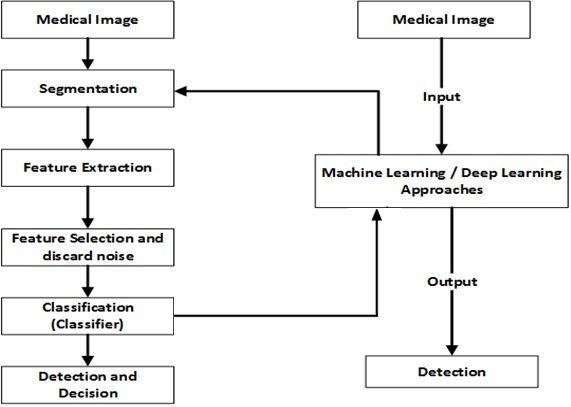 Medical Image
Segmentation
Feature Extraction
Feature Selection and
discard noise
Classification
(Classifier)
Detection and
Decision
Medical Image
Input
Machine Learning / Deep Learning
Approaches
Output
Detection